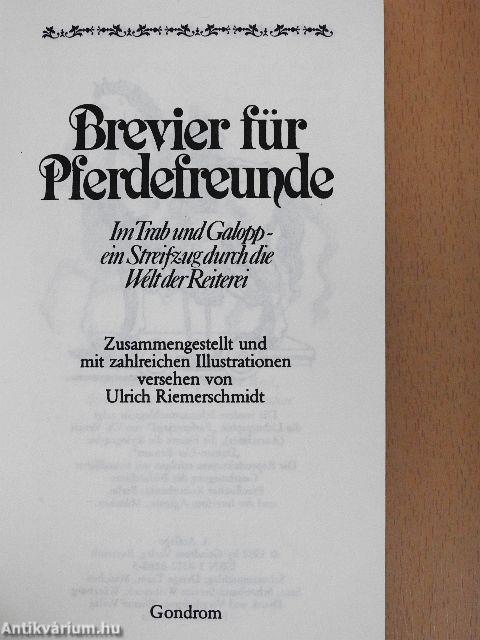 Brevier für
Pferdefreunde
Im Trab und Galopp-
ein Streifzug durch die
Welt der Reiterei
Zusammengestellt und
mit zahlreichen Illustrationen
versehen von
Ulrich Riemerschmidt
Gondrom
Antikvárium.hu